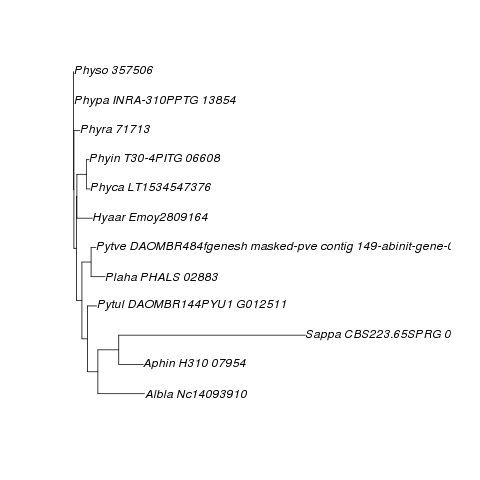 Physo 357506
Phypa INRA-310PPTG 13854
Phyra 71713
Phyin T30-4PITG 06608
Phyca LT1534547376
Hyaar Emoy2809164
Pytve DAOMBR484fgenesh masked-pve contig 149-abinit-gene-0
Plaha PHALS 02883
Pytul DAOMBR144PYU1 G012511
Sappa CBS223.65SPRG 0
Aphin H310 07954
Albla Nc14093910